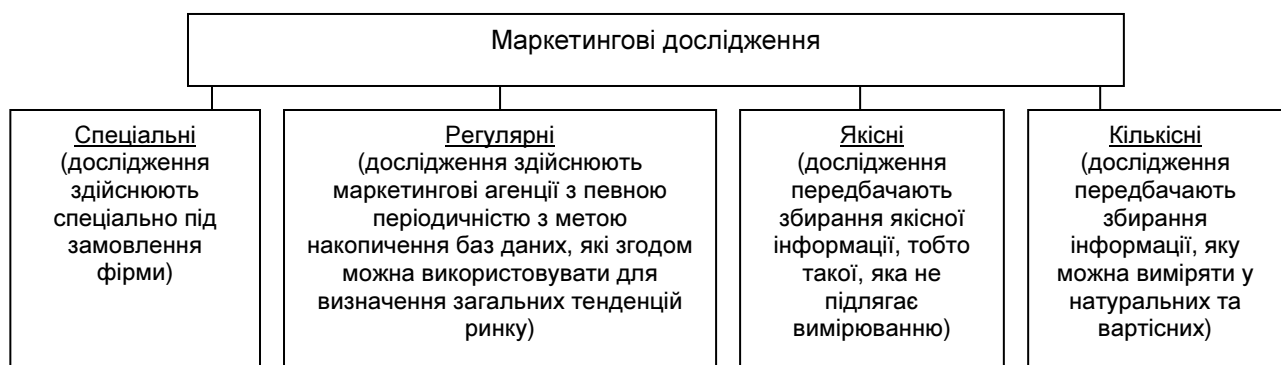 Маркетингові дослідження
Спеціальні
(дослідження
здійснюють
спеціально під
замовлення
фірми)
Регулярні
(дослідження здійснюють
маркетингові агенції з певною
періодичністю з метою
накопичення баз даних, які згодом
можна використовувати для
визначення загальних тенденцій
ринку)
Якісні
(дослідження
передбачають
збирання якісної
інформації, тобто
такої, яка не
підлягає
вимірюванню)
Кількісні
(дослідження
передбачають
збирання
інформації, яку
можна виміряти у
натуральних та
вартісних)